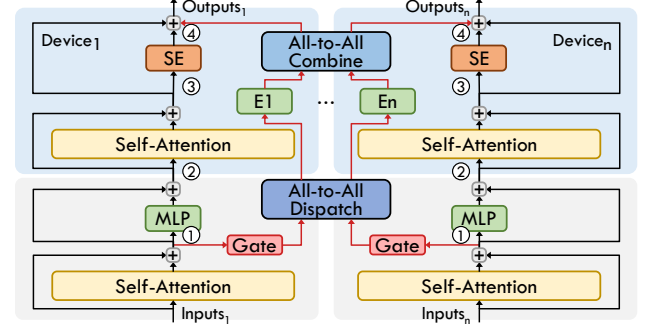 Outputs₁
Outputsₙ
④
④
Device₁
All-to-All
Combine
Deviceₙ
SE
SE
③
③
E1
...
En
Self-Attention
Self-Attention
②
②
All-to-All
Dispatch
MLP
MLP
①
①
Gate
Gate
Self-Attention
Self-Attention
Inputs₁
Inputsₙ